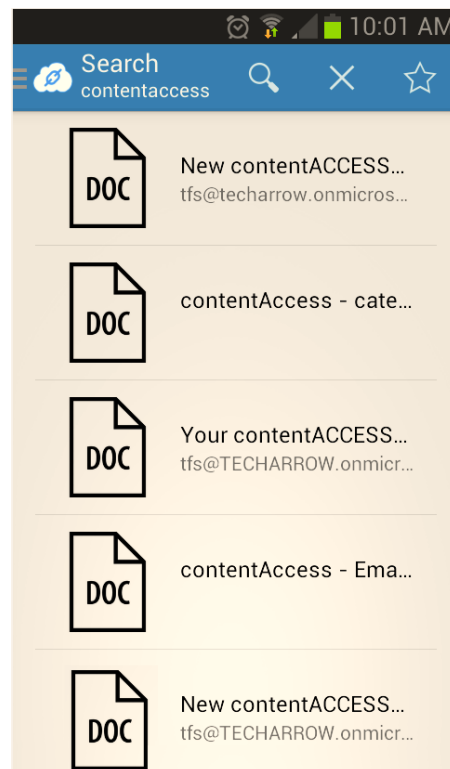 10:01 AM
Search
contentaccess
DOC
New contentACCESS...
tfs@techarrow.onmicros...
DOC
contentAccess - cate...
DOC
Your contentACCESS...
tfs@TECHARROW.onmicr...
DOC
contentAccess - Ema...
DOC
New contentACCESS...
tfs@TECHARROW.onmicr...